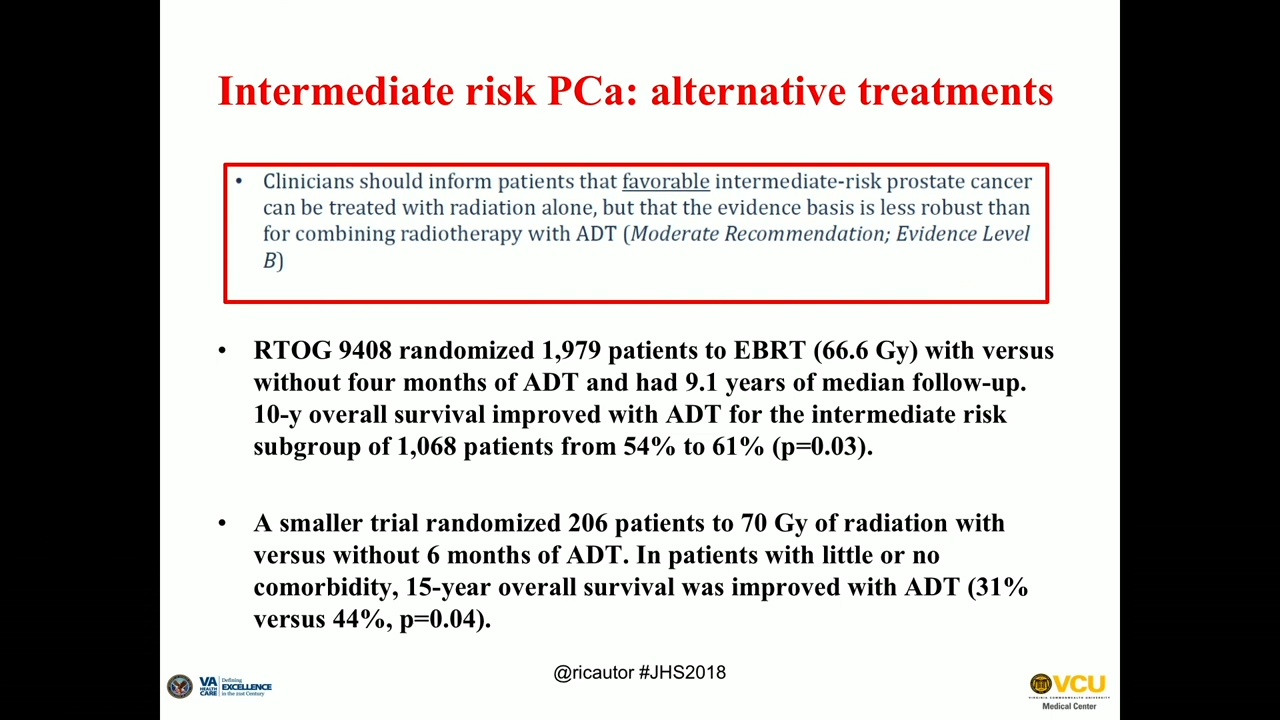 Intermediate risk PCa: alternative treatments
• Clinicians should inform patients that favorable intermediate-risk prostate cancer
can be treated with radiation alone, but that the evidence basis is less robust than
for combining radiotherapy with ADT (Moderate Recommendation; Evidence Level
B)
• RTOG 9408 randomized 1,979 patients to EBRT (66.6 Gy) with versus
without four months of ADT and had 9.1 years of median follow-up.
10-y overall survival improved with ADT for the intermediate risk
subgroup of 1,068 patients from 54% to 61% (p=0.03).
• A smaller trial randomized 206 patients to 70 Gy of radiation with
versus without 6 months of ADT. In patients with little or no
comorbidity, 15-year overall survival was improved with ADT (31%
versus 44%, p=0.04).
@ricautor #JHS2018
VA
HEALTH
CARE
Defining
EXCELLENCE
in the 21st Century
VCU
VIRGINIA COMMONWEALTH UNIVERSITY
Medical Center